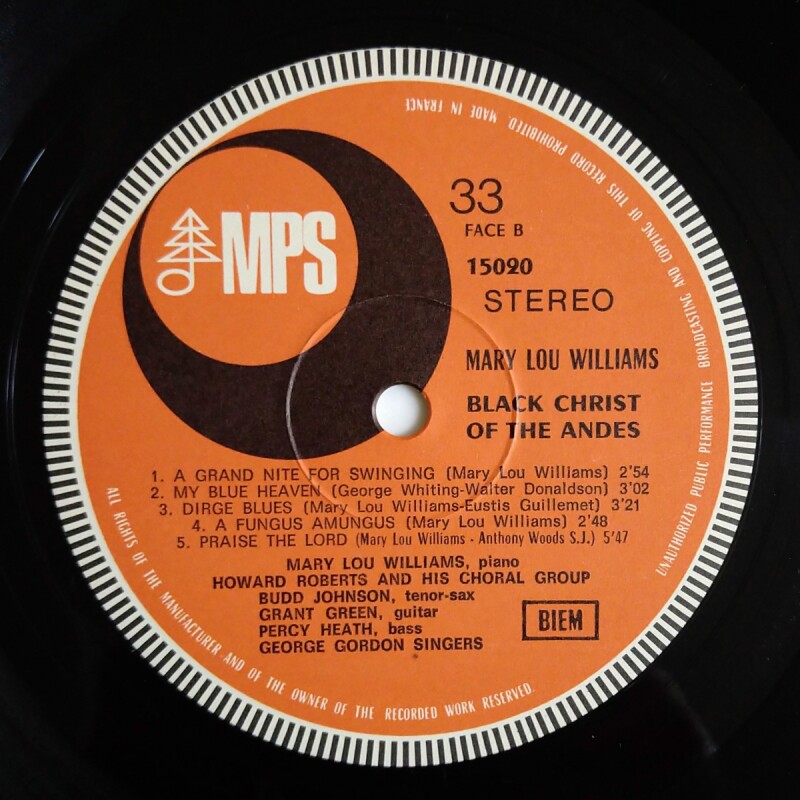 MPS
33
FACE B
15020
STEREO
MARY LOU WILLIAMS
BLACK CHRIST
OF THE ANDES
1. A GRAND NITE FOR SWINGING (Mary Lou Williams) 2'54
2. MY BLUE HEAVEN (George Whiting-Walter Donaldson) 3'02
3. DIRGE BLUES (Mary Lou Williams-Eustis Guillemet) 3'21
4. A FUNGUS AMUNGUS (Mary Lou Williams) 2'48
5. PRAISE THE LORD (Mary Lou Williams - Anthony Woods S.J.) 5'47
MARY LOU WILLIAMS, piano
HOWARD ROBERTS AND HIS CHORAL GROUP
BUDD JOHNSON, tenor-sax
GRANT GREEN, guitar
PERCY HEATH, bass
GEORGE GORDON SINGERS
BIEM
ALL RIGHTS OF THE MANUFACTURER AND OF THE OWNER OF THE RECORDED WORK RESERVED.
UNAUTHORIZED PUBLIC PERFORMANCE BROADCASTING AND COPYING OF THIS RECORD PROHIBITED. MADE IN FRANCE